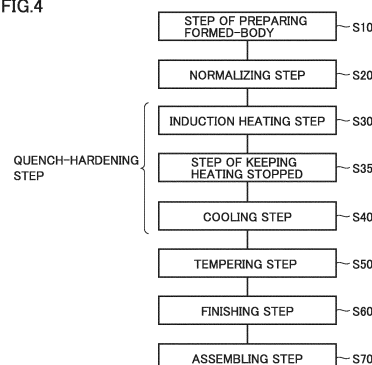 FIG.4
STEP OF PREPARING
FORMED-BODY
S10
NORMALIZING STEP
S20
INDUCTION HEATING STEP
S30
QUENCH-HARDENING
STEP
STEP OF KEEPING
HEATING STOPPED
S35
COOLING STEP
S40
TEMPERING STEP
S50
FINISHING STEP
S60
ASSEMBLING STEP
S70